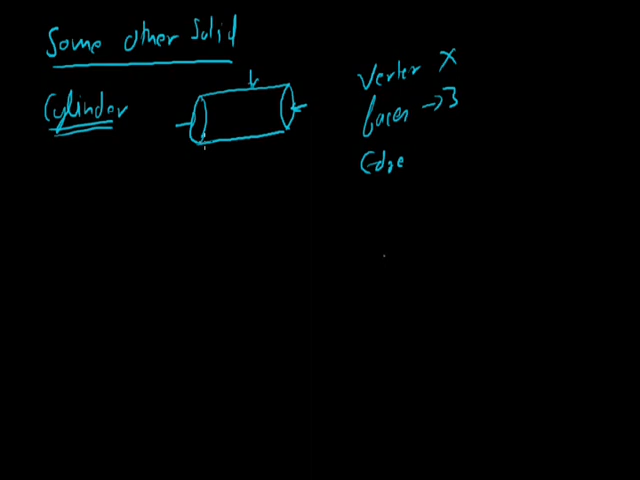 Some other Solid
Cylinder
Vertex X
faces → 3
Edge